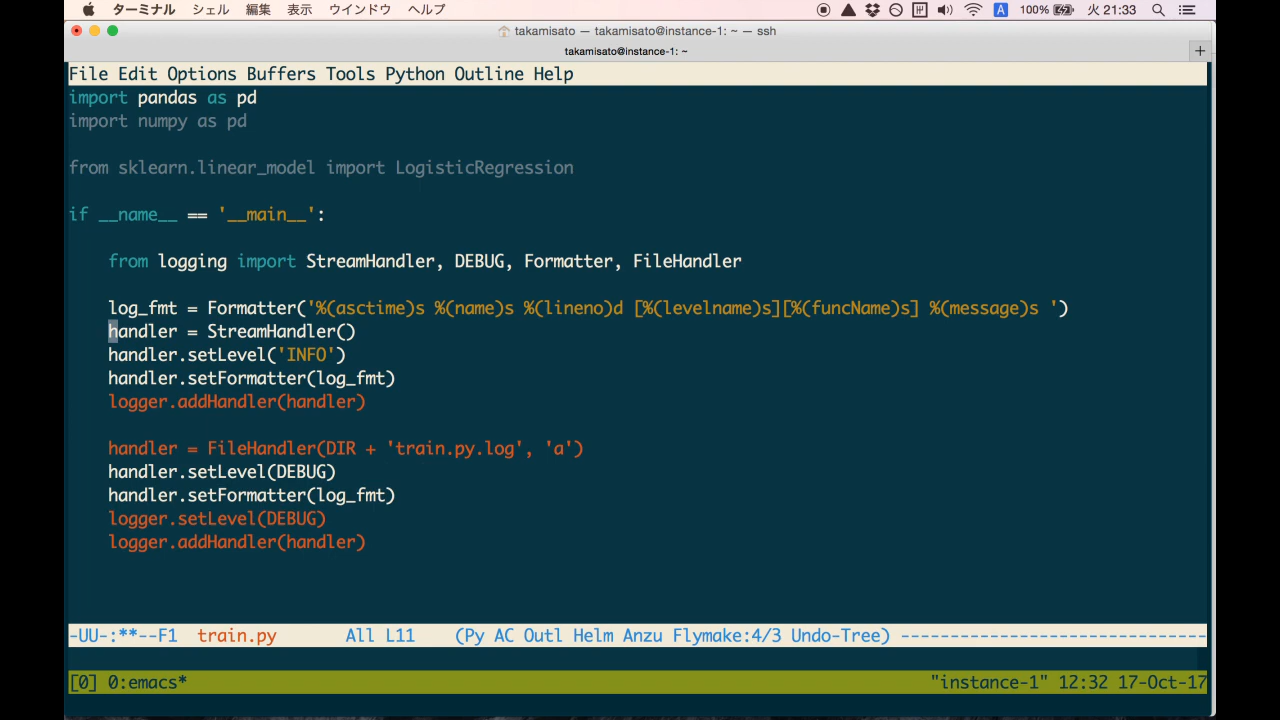 ターミナル シェル 編集 表示 ウインドウ ヘルプ A 100% 火 21:33
takamisato — takamisato@instance-1: ~ — ssh
takamisato@instance-1: ~ +
File Edit Options Buffers Tools Python Outline Help
import pandas as pd
import numpy as pd
from sklearn.linear_model import LogisticRegression
if __name__ == '__main__':
from logging import StreamHandler, DEBUG, Formatter, FileHandler
log_fmt = Formatter('%(asctime)s %(name)s %(lineno)d [%(levelname)s][%(funcName)s] %(message)s ')
handler = StreamHandler()
handler.setLevel('INFO')
handler.setFormatter(log_fmt)
logger.addHandler(handler)
handler = FileHandler(DIR + 'train.py.log', 'a')
handler.setLevel(DEBUG)
handler.setFormatter(log_fmt)
logger.setLevel(DEBUG)
logger.addHandler(handler)
-UU-:**--F1 train.py All L11 (Py AC Outl Helm Anzu Flymake:4/3 Undo-Tree) -------------------------------
[0] 0:emacs* "instance-1" 12:32 17-Oct-17